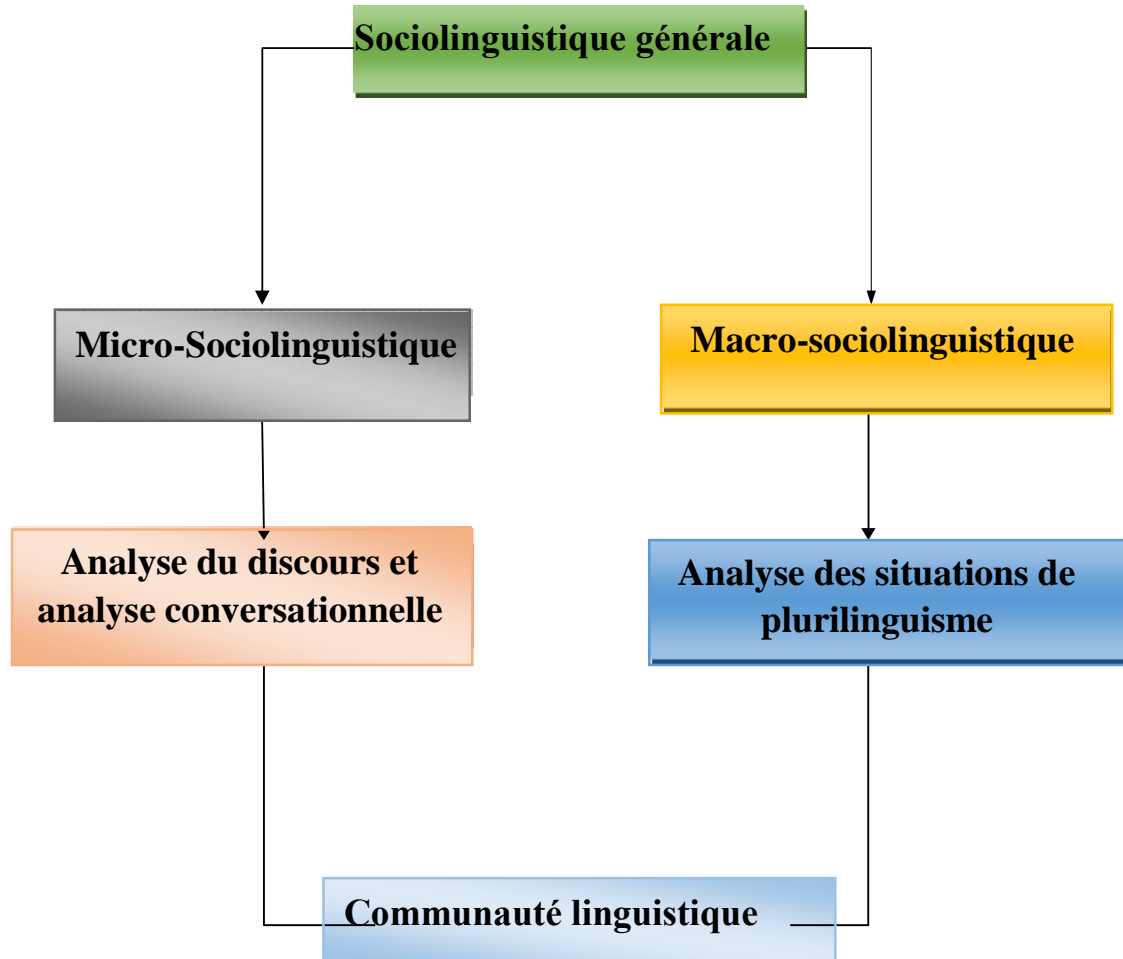 Sociolinguistique générale
Micro-Sociolinguistique
Macro-sociolinguistique
Analyse du discours et
analyse conversationnelle
Analyse des situations de
plurilinguisme
Communauté linguistique